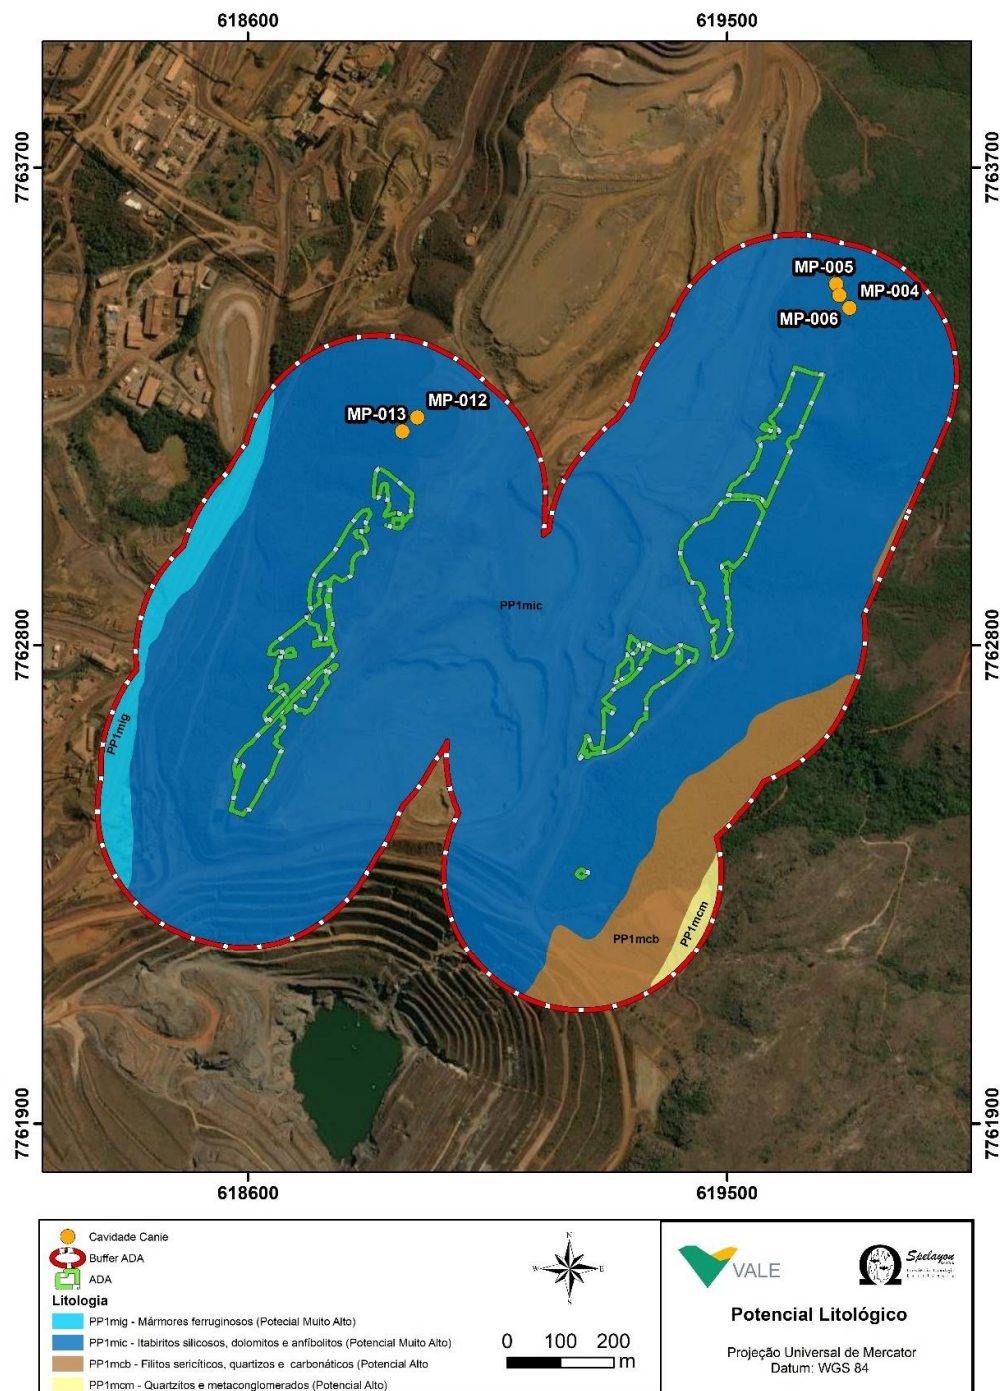 618600
619500
7763700
7763700
MP-005
MP-004
MP-006
MP-012
MP-013
PP1mic
7762800
7762800
PP1mig
PP1mcb
PP1mcm
7761900
7761900
618600
619500
Cavidade Canie
Buffer ADA
ADA
Litologia
PP1mig - Mármores ferruginosos (Potecial Muito Alto)
PP1mic - Itabiritos silicosos, dolomitos e anfíbolitos (Potencial Muito Alto)
PP1mcb - Filitos sericíticos, quartizos e carbonáticos (Potencial Alto
PP1mcm - Quartzitos e metaconglomerados (Potencial Alto)
N
W
E
S
0 100 200
m
VALE
Spelayon
Potencial Litológico
Projeção Universal de Mercator
Datum: WGS 84